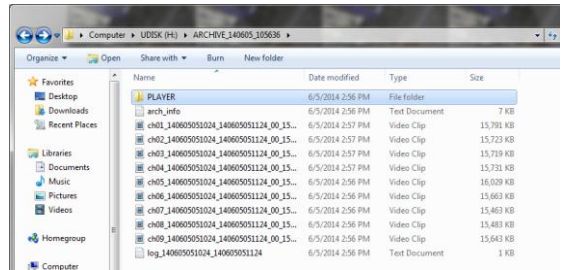 Computer ▸ UDISK (H:) ▸ ARCHIVE_140605_105636 ▸
Organize Open Share with Burn New folder
Favorites
Desktop
Downloads
Recent Places
Libraries
Documents
Music
Pictures
Videos
Homegroup
Computer
Name Date modified Type Size
PLAYER 6/5/2014 2:56 PM File folder
arch_info 6/5/2014 2:56 PM Text Document 7 KB
ch01_140605051024_140605051124_00_15... 6/5/2014 2:57 PM Video Clip 15,791 KB
ch02_140605051024_140605051124_00_15... 6/5/2014 2:57 PM Video Clip 15,723 KB
ch03_140605051024_140605051124_00_15... 6/5/2014 2:57 PM Video Clip 15,719 KB
ch04_140605051024_140605051124_00_15... 6/5/2014 2:57 PM Video Clip 15,731 KB
ch05_140605051024_140605051124_00_15... 6/5/2014 2:56 PM Video Clip 16,029 KB
ch06_140605051024_140605051124_00_15... 6/5/2014 2:56 PM Video Clip 15,663 KB
ch07_140605051024_140605051124_00_15... 6/5/2014 2:56 PM Video Clip 15,463 KB
ch08_140605051024_140605051124_00_15... 6/5/2014 2:56 PM Video Clip 15,483 KB
ch09_140605051024_140605051124_00_15... 6/5/2014 2:56 PM Video Clip 15,643 KB
log_140605051024_140605051124 6/5/2014 2:56 PM Text Document 1 KB